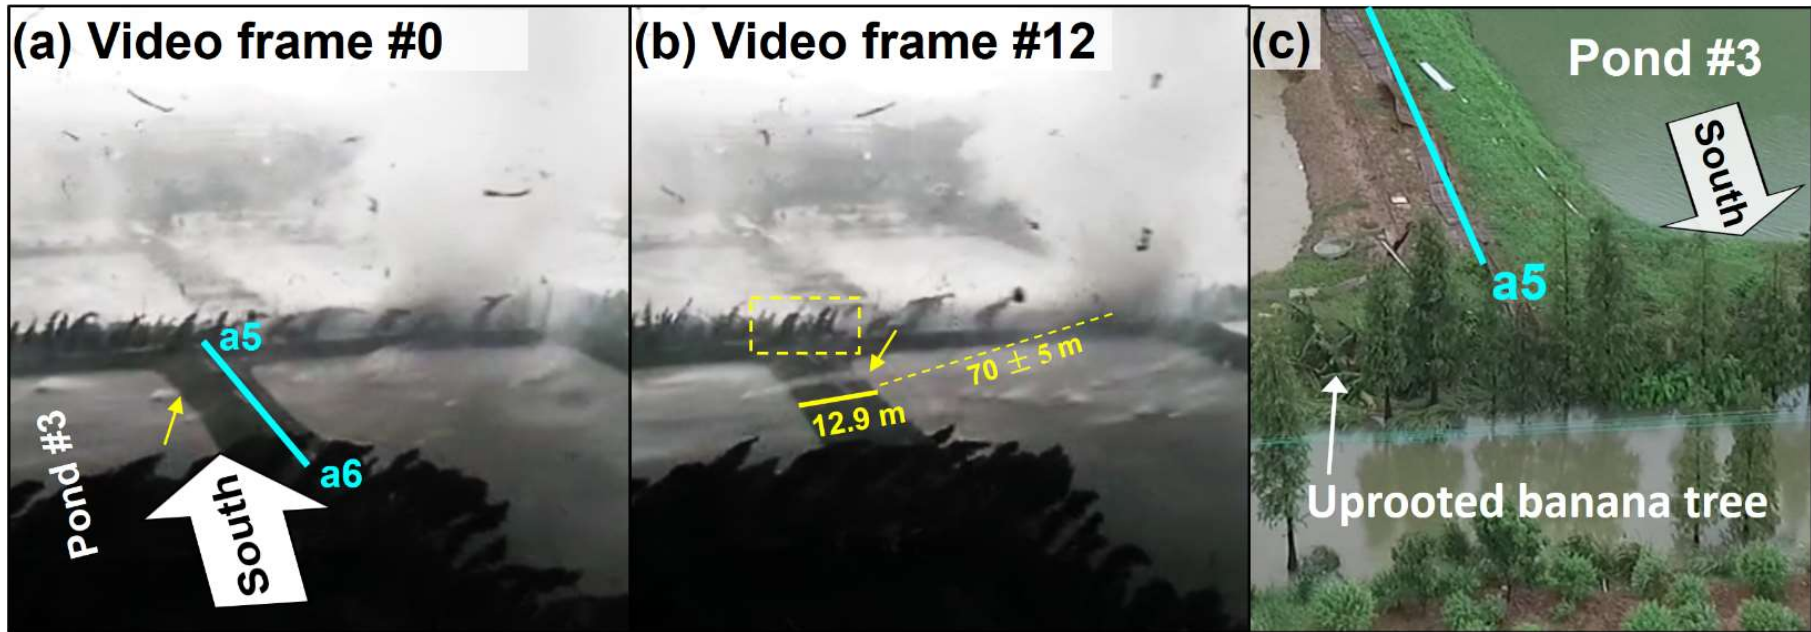 (a) Video frame #0
a5
a6
Pond #3
South
(b) Video frame #12
70 ± 5 m
12.9 m
(c)
Pond #3
South
a5
Uprooted banana tree